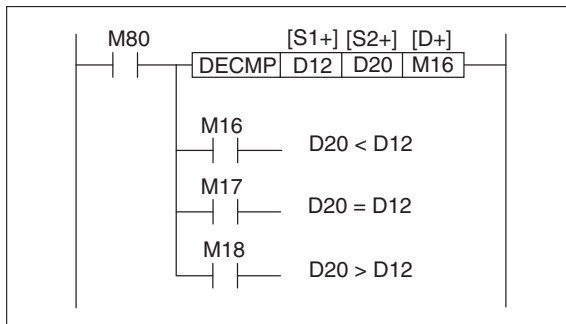 M80 [S1+] [S2+] [D+]
DECMP D12 D20 M16
M16
D20 < D12
M17
D20 = D12
M18
D20 > D12